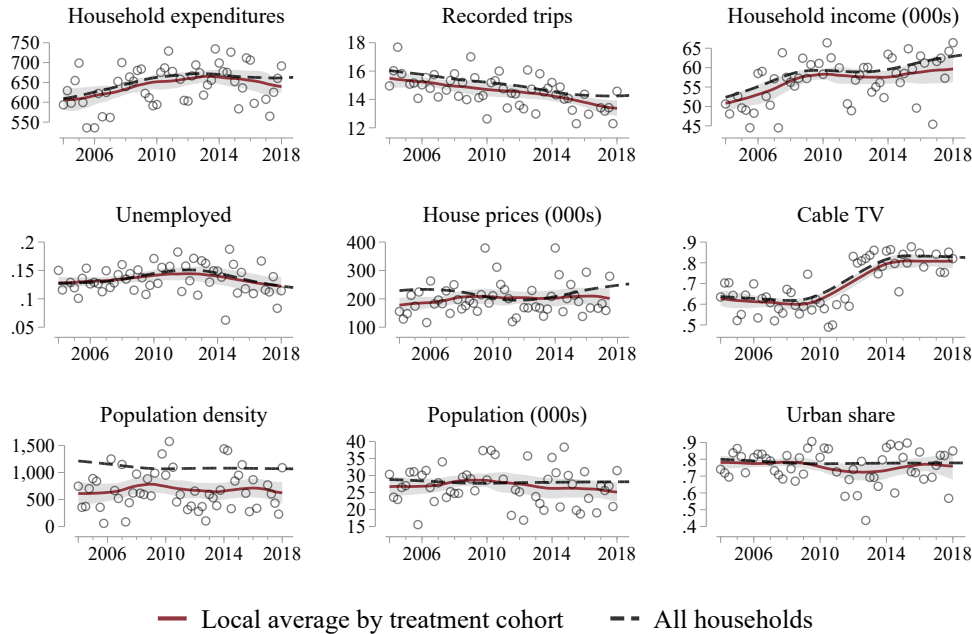 Household expenditures
750
700
650
600
550
2006 2010 2014 2018
Recorded trips
18
16
14
12
2006 2010 2014 2018
Household income (000s)
65
60
55
50
45
2006 2010 2014 2018
Unemployed
.2
.15
.1
.05
2006 2010 2014 2018
House prices (000s)
400
300
200
100
2006 2010 2014 2018
Cable TV
.9
.8
.7
.6
.5
2006 2010 2014 2018
Population density
1,500
1,000
500
0
2006 2010 2014 2018
Population (000s)
40
35
30
25
20
15
2006 2010 2014 2018
Urban share
.9
.8
.7
.6
.5
.4
2006 2010 2014 2018
Local average by treatment cohort All households